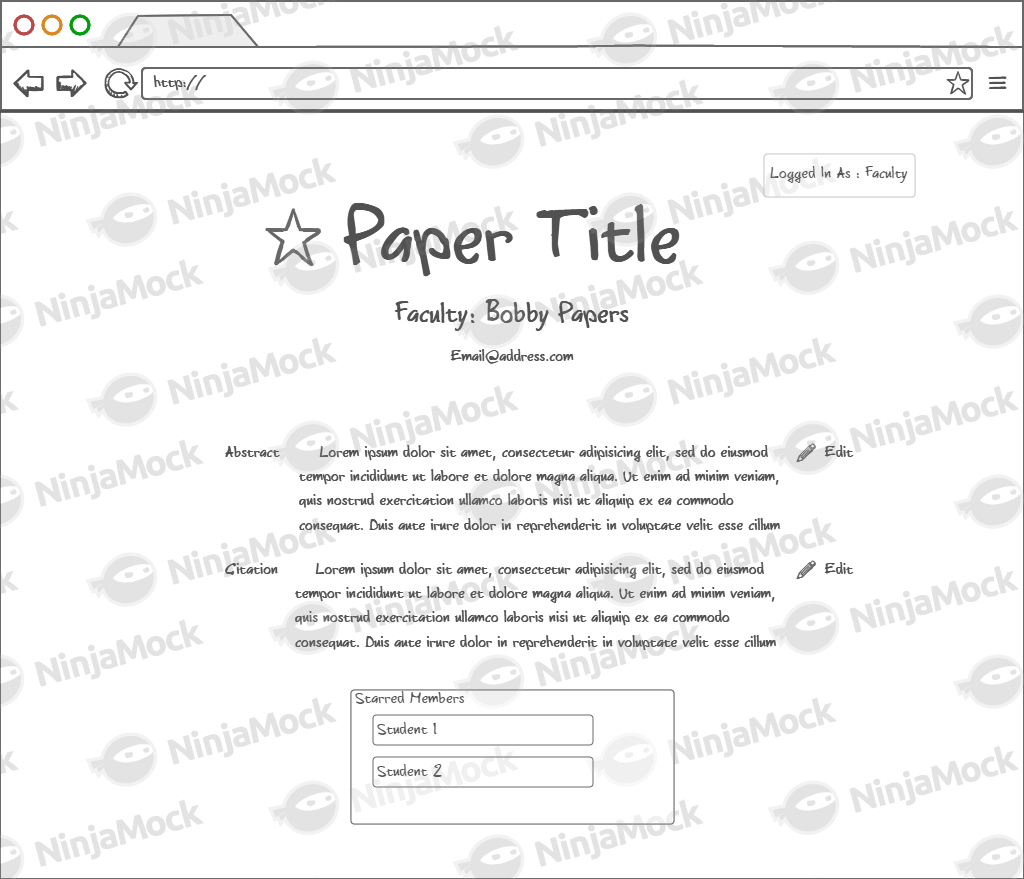 http://
Logged In As : Faculty
Paper Title
Faculty: Bobby Papers
Email@address.com
Abstract
Lorem ipsum dolor sit amet, consectetur adipisicing elit, sed do eiusmod
tempor incididunt ut labore et dolore magna aliqua. Ut enim ad minim veniam,
quis nostrud exercitation ullamco laboris nisi ut aliquip ex ea commodo
consequat. Duis aute irure dolor in reprehenderit in voluptate velit esse cillum
Edit
Citation
Lorem ipsum dolor sit amet, consectetur adipisicing elit, sed do eiusmod
tempor incididunt ut labore et dolore magna aliqua. Ut enim ad minim veniam,
quis nostrud exercitation ullamco laboris nisi ut aliquip ex ea commodo
consequat. Duis aute irure dolor in reprehenderit in voluptate velit esse cillum
Edit
Starred Members
Student 1
Student 2
NinjaMock